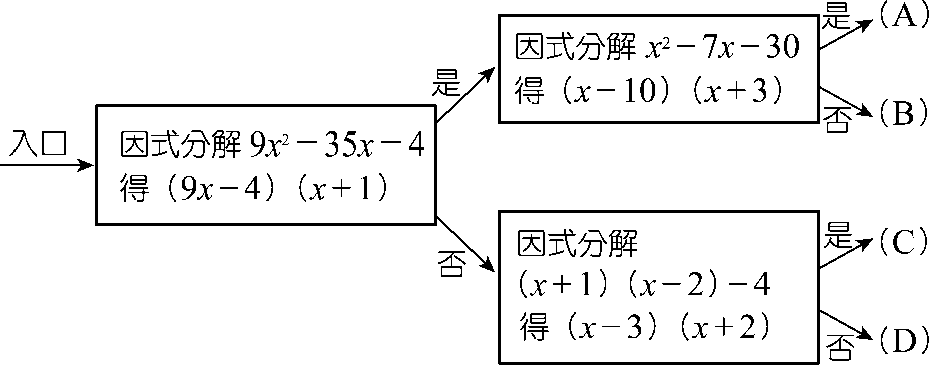 入口
因式分解 9x²－35x－4
得（9x－4）（x＋1）
是
否
因式分解 x²－7x－30
得（x－10）（x＋3）
是
(A)
否
(B)
因式分解
（x＋1）（x－2）－4
得（x－3）（x＋2）
是
(C)
否
(D)